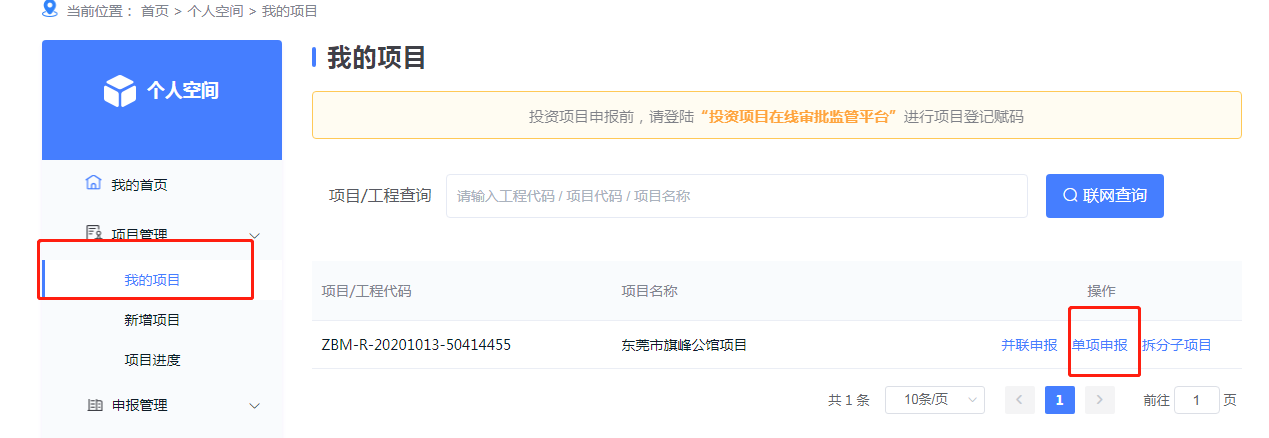 当前位置： 首页 > 个人空间 > 我的项目
个人空间
我的首页
项目管理
我的项目
新增项目
项目进度
申报管理
我的项目
投资项目申报前，请登陆“投资项目在线审批监管平台”进行项目登记赋码
项目/工程查询 请输入工程代码 / 项目代码 / 项目名称 联网查询
项目/工程代码 项目名称 操作
ZBM-R-20201013-50414455 东莞市旗峰公馆项目 并联申报 单项申报 拆分子项目
共 1 条 10条/页 1 前往 1 页